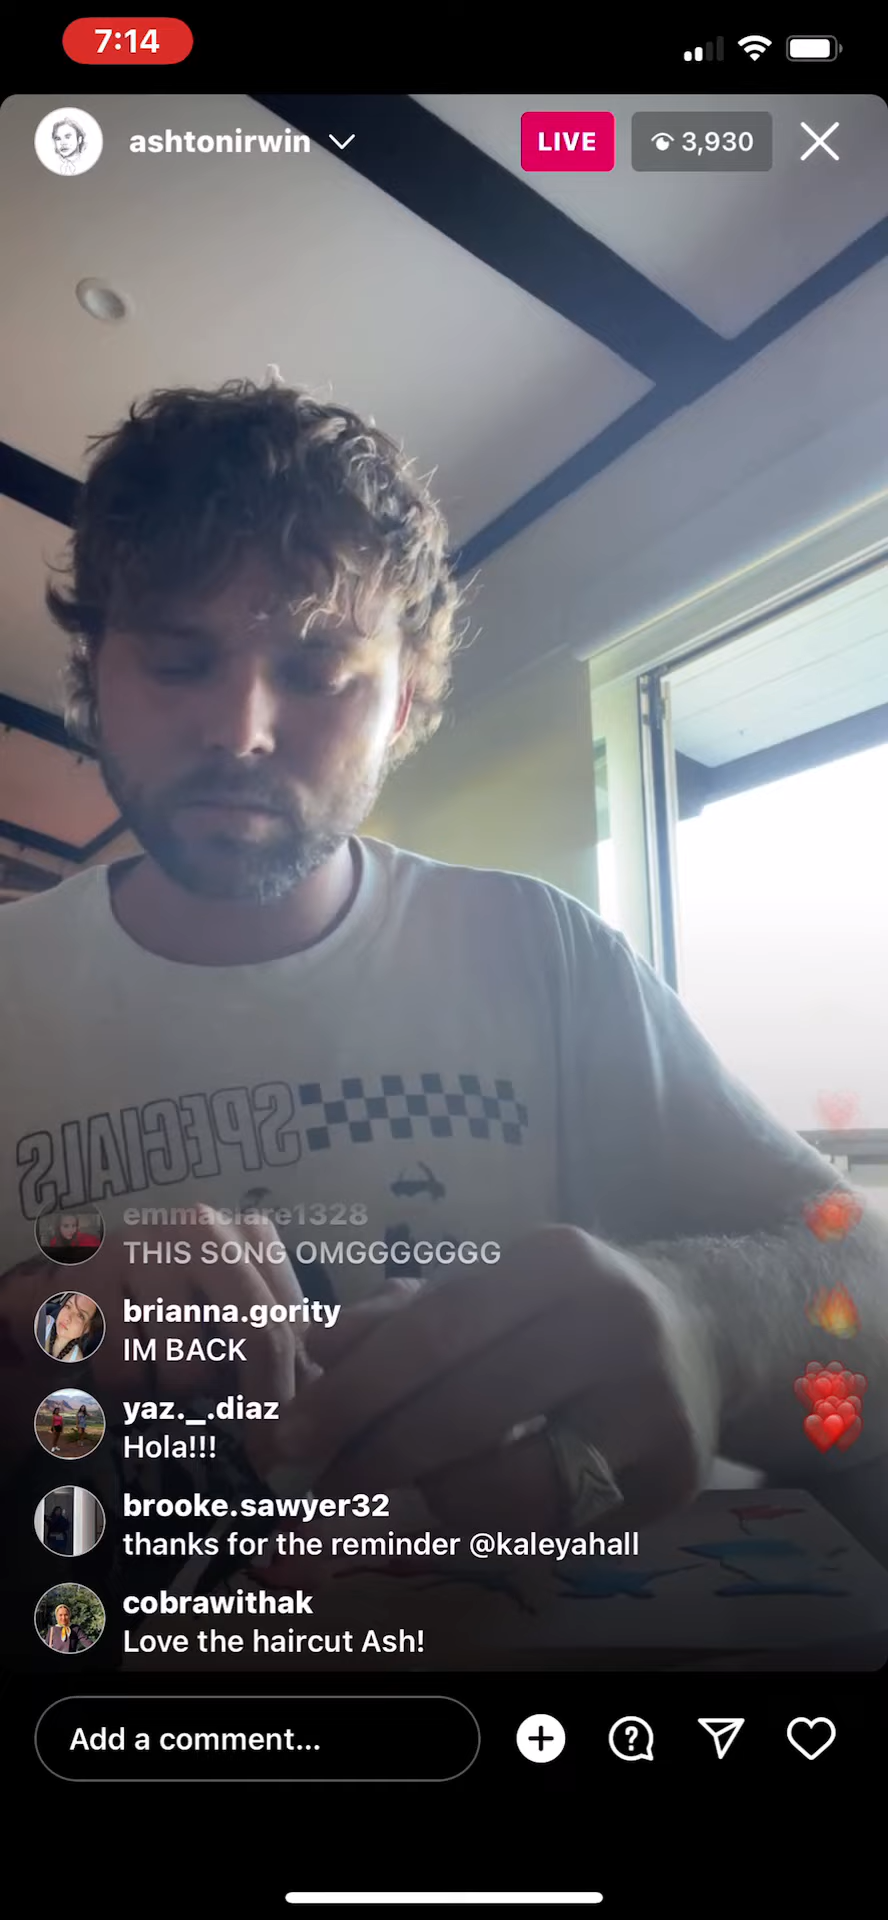 7:14
ashtonirwin
LIVE
3,930
SPECIALS
emmaclare1328
THIS SONG OMGGGGGGG
brianna.gority
IM BACK
yaz._.diaz
Hola!!!
brooke.sawyer32
thanks for the reminder @kaleyahall
cobrawithak
Love the haircut Ash!
Add a comment...